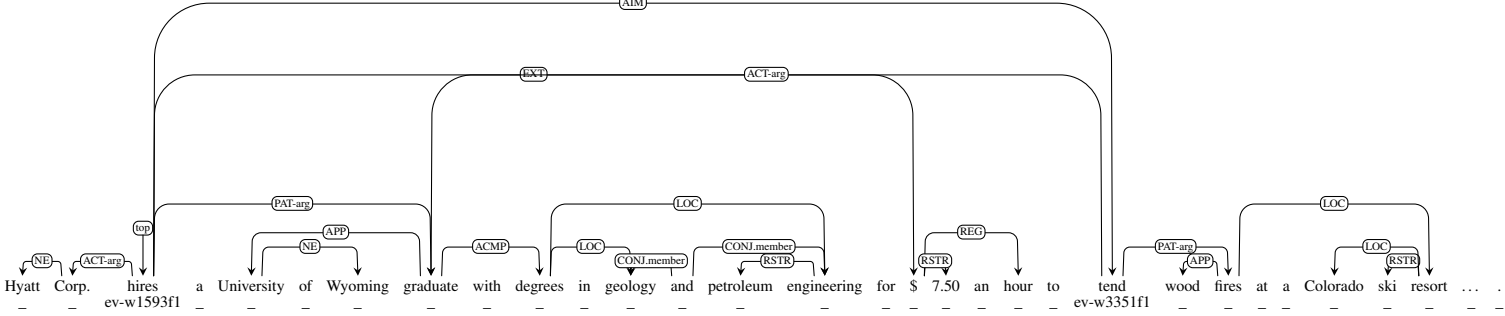 AIM
EXT ACT-arg
PAT-arg LOC LOC
top APP REG
NE ACMP LOC CONJ.member PAT-arg LOC
NE ACT-arg CONJ.member RSTR RSTR APP RSTR
Hyatt Corp. hires a University of Wyoming graduate with degrees in geology and petroleum engineering for $ 7.50 an hour to tend wood fires at a Colorado ski resort ... .
ev-w1593f1 ev-w3351f1
_ _ _ _ _ _ _ _ _ _ _ _ _ _ _ _ _ _ _ _ _ _ _ _ _ _ _ _